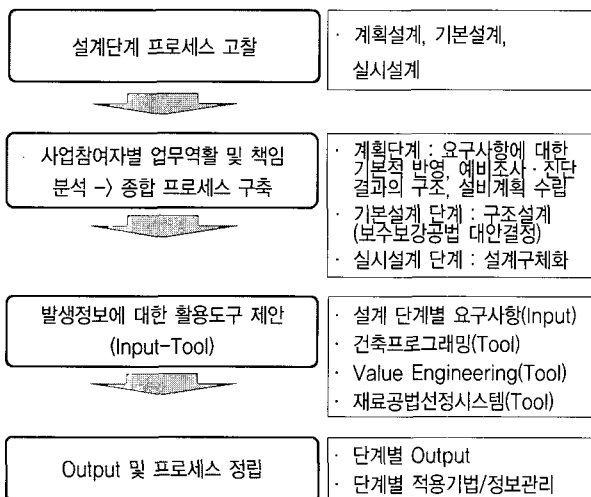 설계단계 프로세스 고찰
· 계획설계, 기본설계,
실시설계
· 사업참여자별 업무역활 및 책임
분석 -> 종합 프로세스 구축
· 계획단계 : 요구사항에 대한
기본적 반영, 예비조사 · 진단
결과의 구조, 설비계획 수립
· 기본설계 단계 : 구조설계
(보수보강공법 대안결정)
· 실시설계 단계 : 설계구체화
발생정보에 대한 활용도구 제안
(Input-Tool)
· 설계 단계별 요구사항(Input)
· 건축프로그래밍(Tool)
· Value Engineering(Tool)
· 재료공법선정시스템(Tool)
Output 및 프로세스 정립
· 단계별 Output
· 단계별 적용기법/정보관리